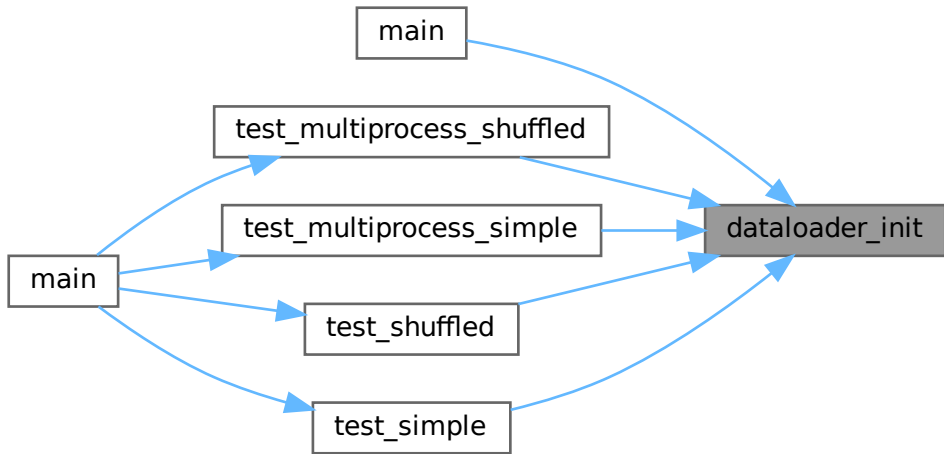 main
test_multiprocess_shuffled
test_multiprocess_simple
dataloader_init
main
test_shuffled
test_simple